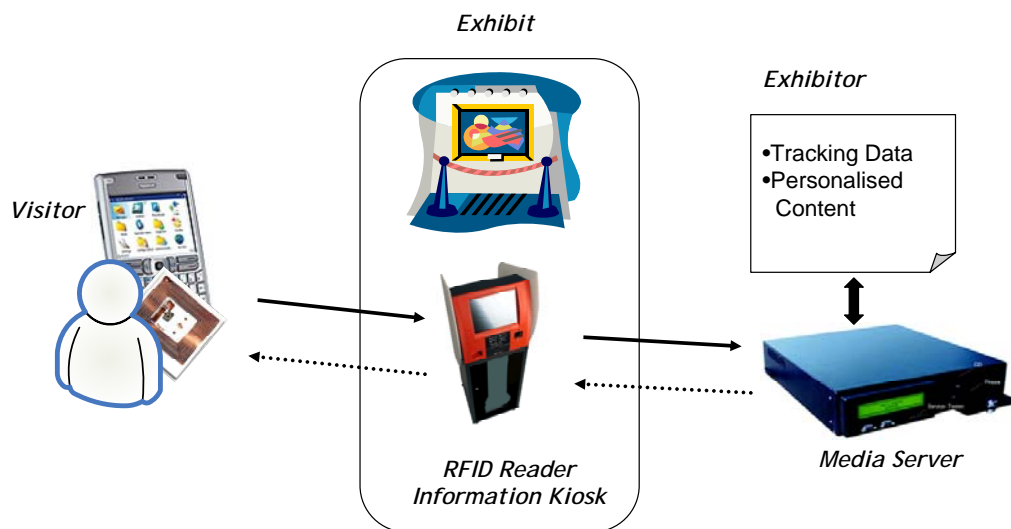 Exhibit
Exhibitor
•Tracking Data
•Personalised
Content
Visitor
RFID Reader
Information Kiosk
Media Server